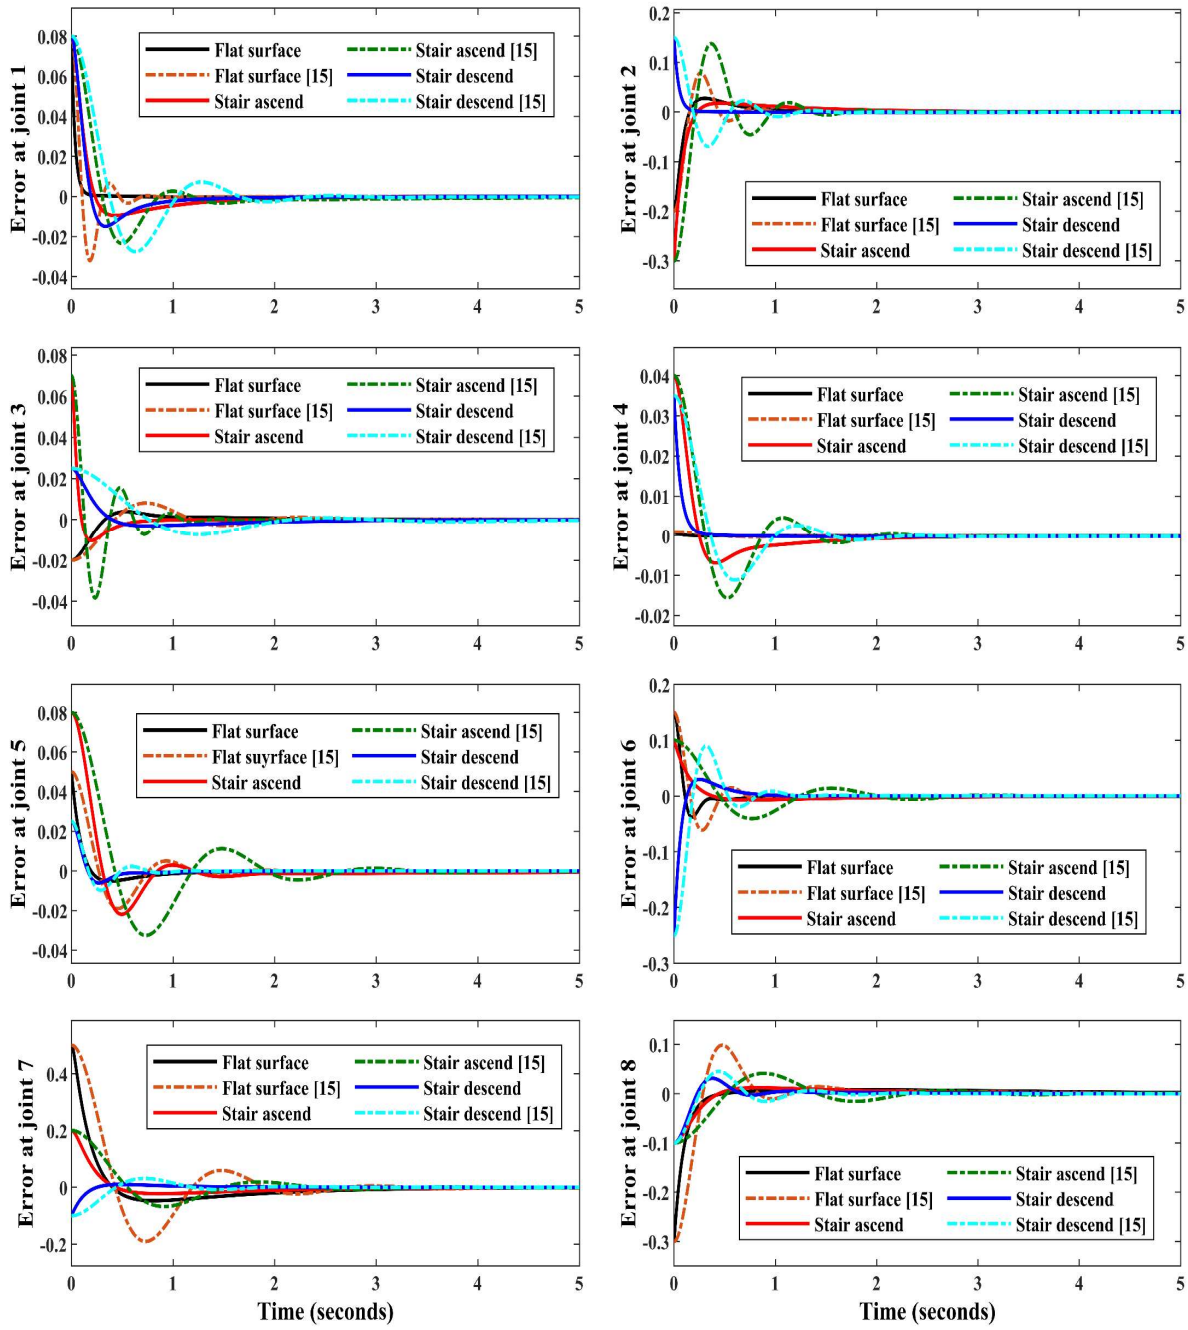 Error at joint 1
0.08
0.06
0.04
0.02
0
-0.02
-0.04
Flat surface
Flat surface [15]
Stair ascend
Stair ascend [15]
Stair descend
Stair descend [15]
0 1 2 3 4 5
Error at joint 2
0.2
0.1
0
-0.1
-0.2
-0.3
Flat surface
Flat surface [15]
Stair ascend
Stair ascend [15]
Stair descend
Stair descend [15]
0 1 2 3 4 5
Error at joint 3
0.08
0.06
0.04
0.02
0
-0.02
-0.04
Flat surface
Flat surface [15]
Stair ascend
Stair ascend [15]
Stair descend
Stair descend [15]
0 1 2 3 4 5
Error at joint 4
0.04
0.03
0.02
0.01
0
-0.01
-0.02
Flat surface
Flat surface [15]
Stair ascend
Stair ascend [15]
Stair descend
Stair descend [15]
0 1 2 3 4 5
Error at joint 5
0.08
0.06
0.04
0.02
0
-0.02
-0.04
Flat surface
Flat suyrface [15]
Stair ascend
Stair ascend [15]
Stair descend
Stair descend [15]
0 1 2 3 4 5
Error at joint 6
0.2
0.1
0
-0.1
-0.2
-0.3
Flat surface
Flat surface [15]
Stair ascend
Stair ascend [15]
Stair descend
Stair descend [15]
0 1 2 3 4 5
Error at joint 7
0.4
0.2
0
-0.2
Flat surface
Flat surface [15]
Stair ascend
Stair ascend [15]
Stair descend
Stair descend [15]
0 1 2 3 4 5
Time (seconds)
Error at joint 8
0.1
0
-0.1
-0.2
-0.3
Flat surface
Flat surface [15]
Stair ascend
Stair ascend [15]
Stair descend
Stair descend [15]
0 1 2 3 4 5
Time (seconds)